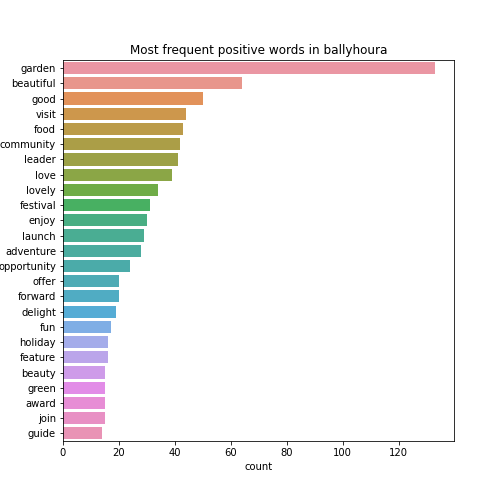 Most frequent positive words in ballyhoura
garden
beautiful
good
visit
food
community
leader
love
lovely
festival
enjoy
launch
adventure
opportunity
offer
forward
delight
fun
holiday
feature
beauty
green
award
join
guide
0 20 40 60 80 100 120
count